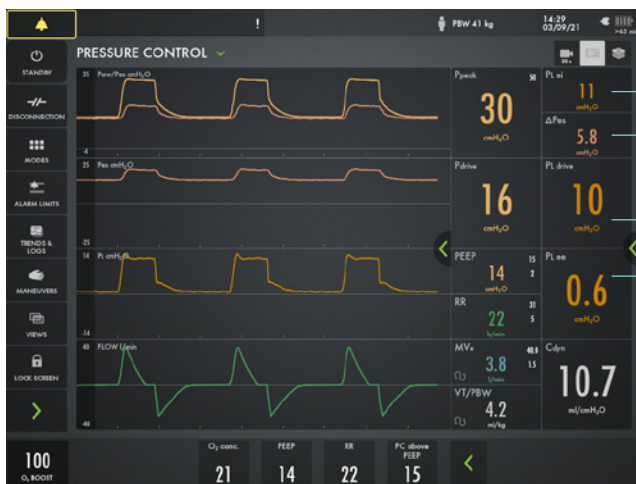 !
PBW 41 kg
14:29
03/09/21
>63 mi
STANDBY
DISCONNECTION
MODES
ALARM LIMITS
TRENDS &
LOGS
MANEUVERS
VIEWS
LOCK SCREEN
PRESSURE CONTROL
30 s
35 Paw/Pes cmH₂O
-4
25 Pes cmH₂O
-25
14 PL cmH₂O
-14
40 FLOW l/min
-40
Ppeak 50
30
cmH₂O
PL ei
11
cmH₂O
ΔPes
5.8
cmH₂O
Pdrive
16
cmH₂O
PL drive
10
cmH₂O
PEEP 15
14 2
cmH₂O
PL ee
0.6
cmH₂O
RR 31
22 5
b/min
MVe 40.0
3.8 1.5
l/min
VT/PBW
4.2
ml/kg
Cdyn
10.7
ml/cmH₂O
100
O₂ BOOST
O₂ conc.
21
PEEP
14
RR
22
PC above
PEEP
15